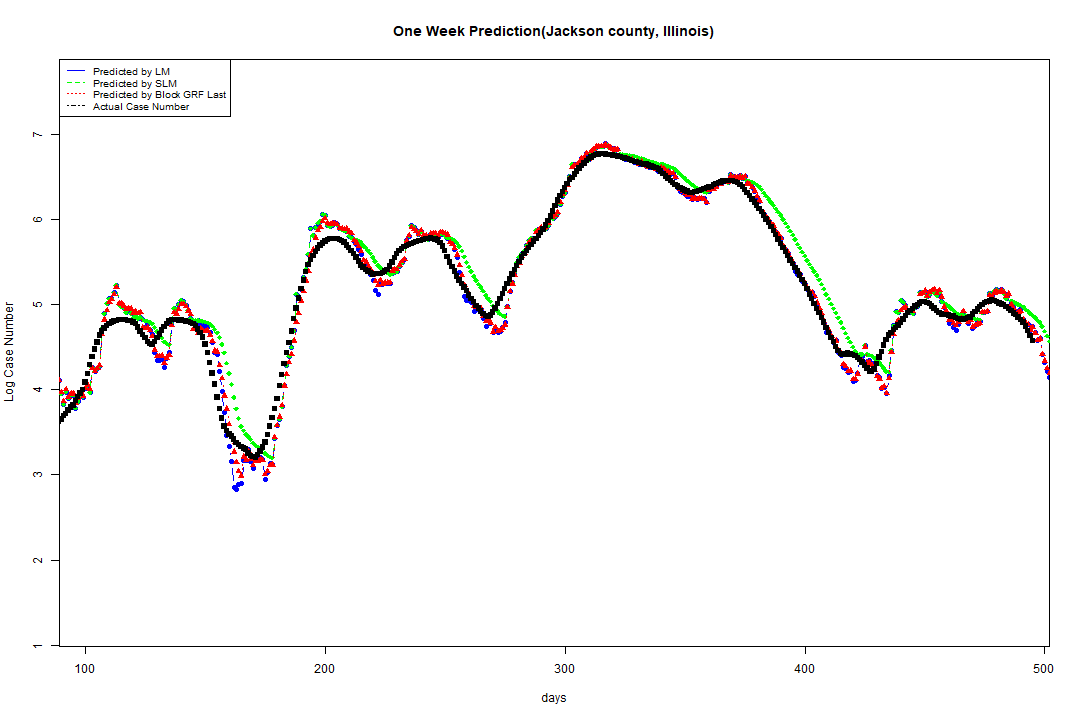 One Week Prediction(Jackson county, Illinois)
Predicted by LM
Predicted by SLM
Predicted by Block GRF Last
Actual Case Number
Log Case Number
7
6
5
4
3
2
1
100 200 300 400 500
days